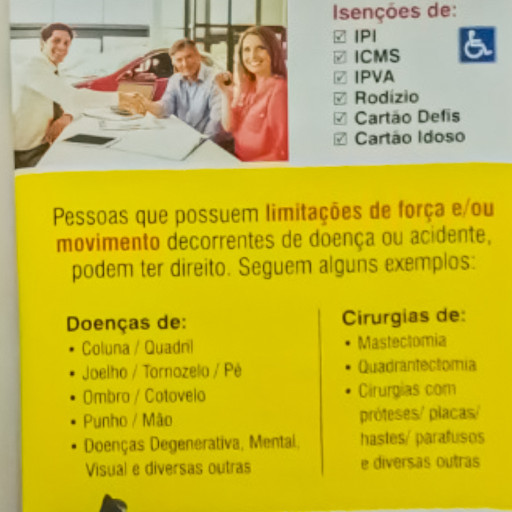 Isenções de:
☑ IPI
☑ ICMS
☑ IPVA
☑ Rodízio
☑ Cartão Defis
☑ Cartão Idoso
Pessoas que possuem limitações de força e/ou
movimento decorrentes de doença ou acidente,
podem ter direito. Seguem alguns exemplos:
Doenças de:
• Coluna / Quadril
• Joelho / Tornozelo / Pé
• Ombro / Cotovelo
• Punho / Mão
• Doenças Degenerativa, Mental,
Visual e diversas outras
Cirurgias de:
• Mastectomia
• Quadrantectomia
• Cirurgias com
próteses/ placas/
hastes/ parafusos
e diversas outras